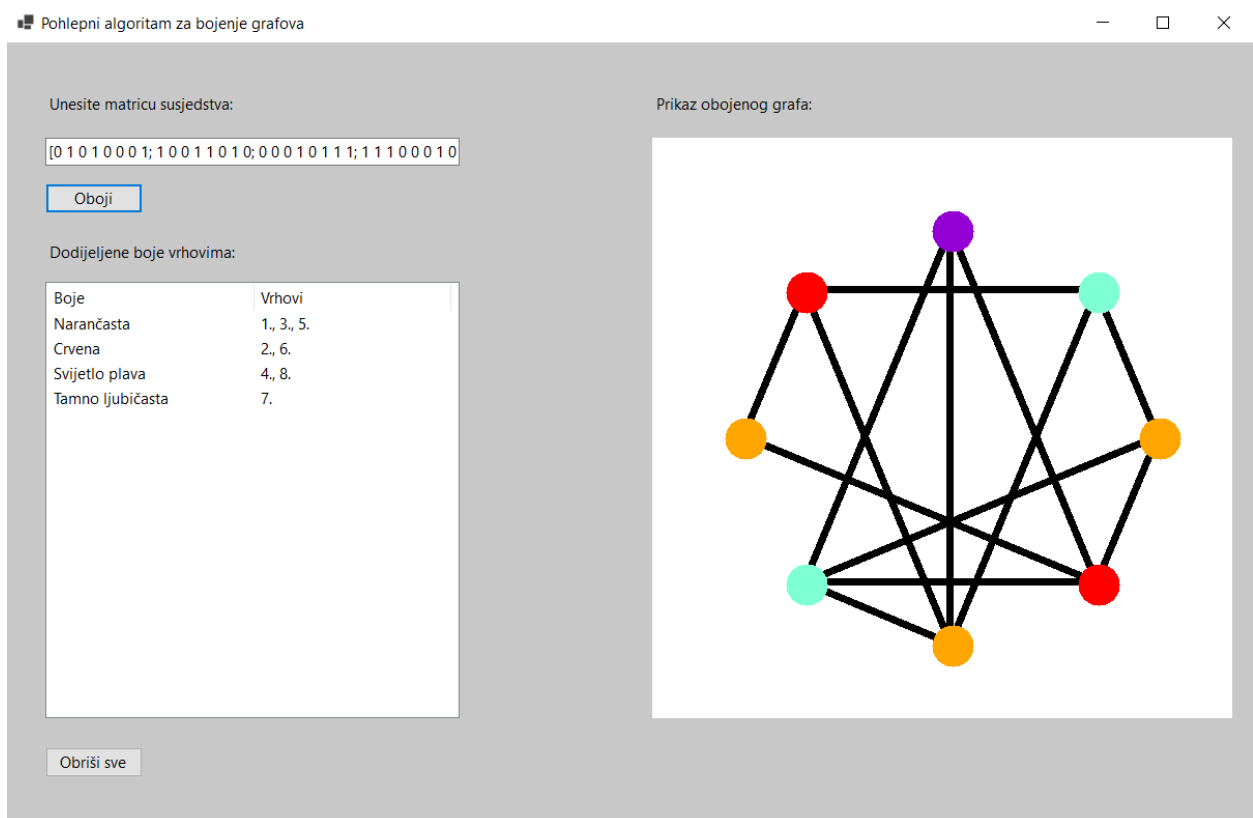 Pohlepni algoritam za bojenje grafova
Unesite matricu susjedstva:
[0 1 0 1 0 0 0 1; 1 0 0 1 1 0 1 0; 0 0 0 1 0 1 1 1; 1 1 1 0 0 0 1 0
Oboji
Dodijeljene boje vrhovima:
Boje Vrhovi
Narančasta 1., 3., 5.
Crvena 2., 6.
Svijetlo plava 4., 8.
Tamno ljubičasta 7.
Obriši sve
Prikaz obojenog grafa: